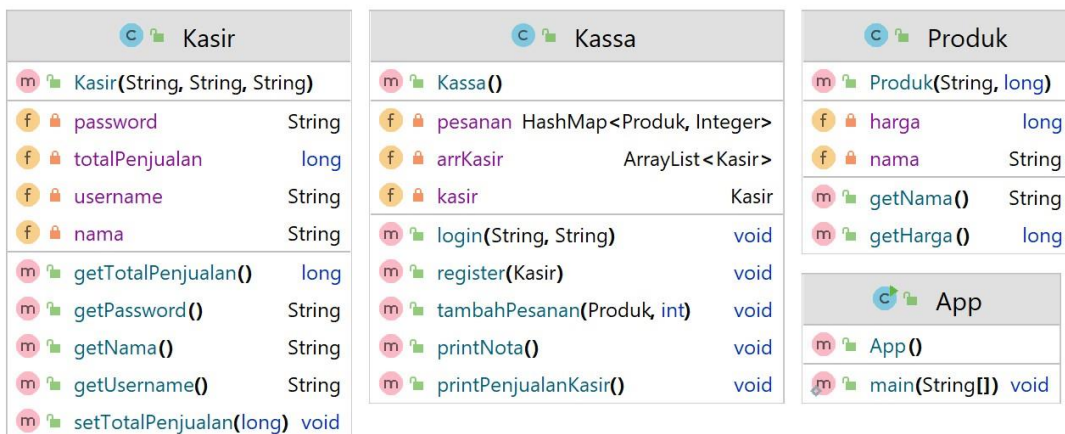 Kasir
Kasir(String, String, String)
password String
totalPenjualan long
username String
nama String
getTotalPenjualan() long
getPassword() String
getNama() String
getUsername() String
setTotalPenjualan(long) void
Kassa
Kassa()
pesanan HashMap<Produk, Integer>
arrKasir ArrayList<Kasir>
kasir Kasir
login(String, String) void
register(Kasir) void
tambahPesanan(Produk, int) void
printNota() void
printPenjualanKasir() void
Produk
Produk(String, long)
harga long
nama String
getNama() String
getHarga() long
App
App()
main(String[]) void